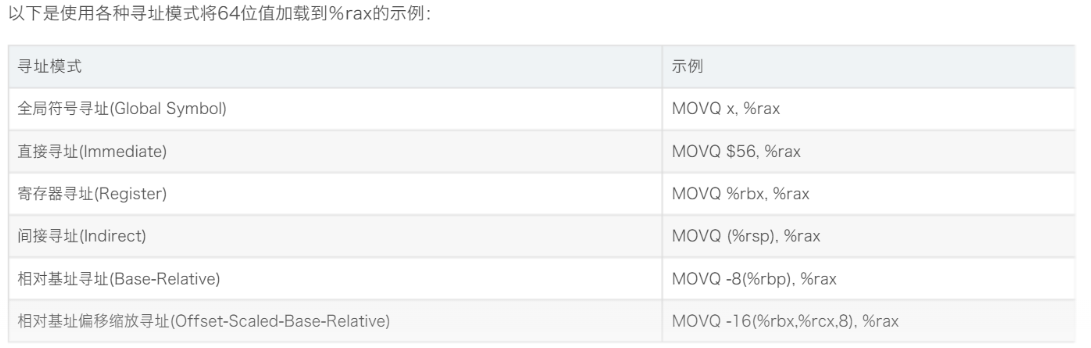 以下是使用各种寻址模式将64位值加载到%rax的示例：
寻址模式 示例
全局符号寻址(Global Symbol) MOVQ x, %rax
直接寻址(Immediate) MOVQ $56, %rax
寄存器寻址(Register) MOVQ %rbx, %rax
间接寻址(Indirect) MOVQ (%rsp), %rax
相对基址寻址(Base-Relative) MOVQ -8(%rbp), %rax
相对基址偏移缩放寻址(Offset-Scaled-Base-Relative) MOVQ -16(%rbx,%rcx,8), %rax